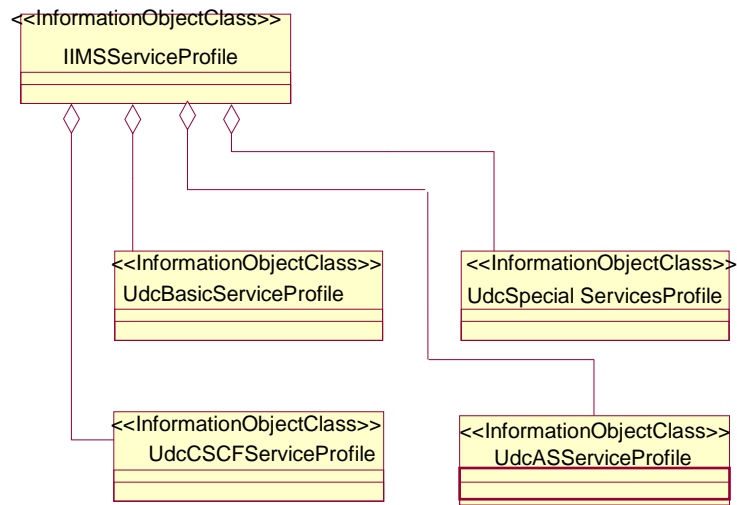 <<InformationObjectClass>>
IIMSServiceProfile
<<InformationObjectClass>>
UdcBasicServiceProfile
<<InformationObjectClass>>
UdcSpecial ServicesProfile
<<InformationObjectClass>>
UdcCSCFServiceProfile
<<InformationObjectClass>>
UdcASServiceProfile